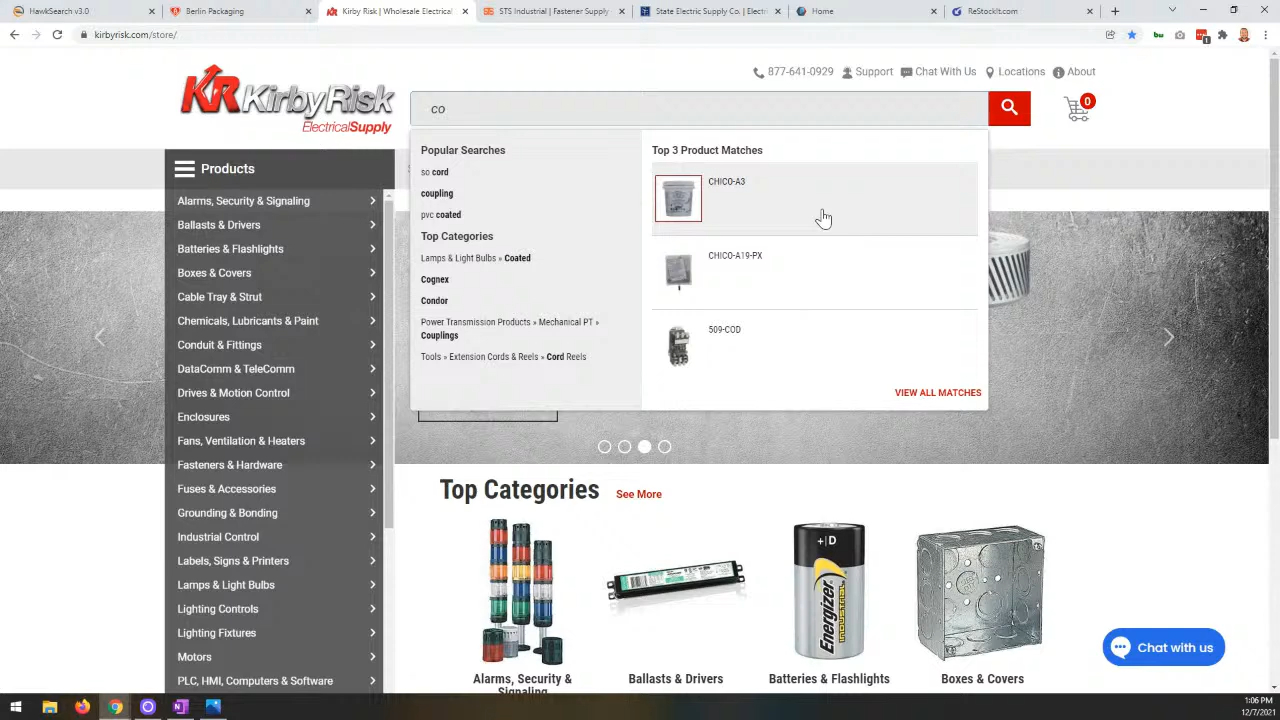 HawkSearch v3.0
Berlin Packaging
Kirby Risk | Wholesale Electrical
STS Industrial | Fastener Supply
State Electric Supply Co. | Electri
Home
ReStockIt.com
kirbyrisk.com/store/
bu
1
KR KirbyRisk
ElectricalSupply
877-641-0929
Support
Chat With Us
Locations
About
co
0
Products
Alarms, Security & Signaling
Ballasts & Drivers
Batteries & Flashlights
Boxes & Covers
Cable Tray & Strut
Chemicals, Lubricants & Paint
Conduit & Fittings
DataComm & TeleComm
Drives & Motion Control
Enclosures
Fans, Ventilation & Heaters
Fasteners & Hardware
Fuses & Accessories
Grounding & Bonding
Industrial Control
Labels, Signs & Printers
Lamps & Light Bulbs
Lighting Controls
Lighting Fixtures
Motors
PLC, HMI, Computers & Software
Popular Searches
so cord
coupling
pvc coated
Top Categories
Lamps & Light Bulbs » Coated
Cognex
Condor
Power Transmission Products » Mechanical PT »
Couplings
Tools » Extension Cords & Reels » Cord Reels
Top 3 Product Matches
CHICO-A3
CHICO-A19-PX
509-COD
VIEW ALL MATCHES
Top Categories
See More
+|D
Energizer
INDUSTRIAL
Alarms, Security &
Signaling
Ballasts & Drivers
Batteries & Flashlights
Boxes & Covers
Chat with us
1:06 PM
12/7/2021